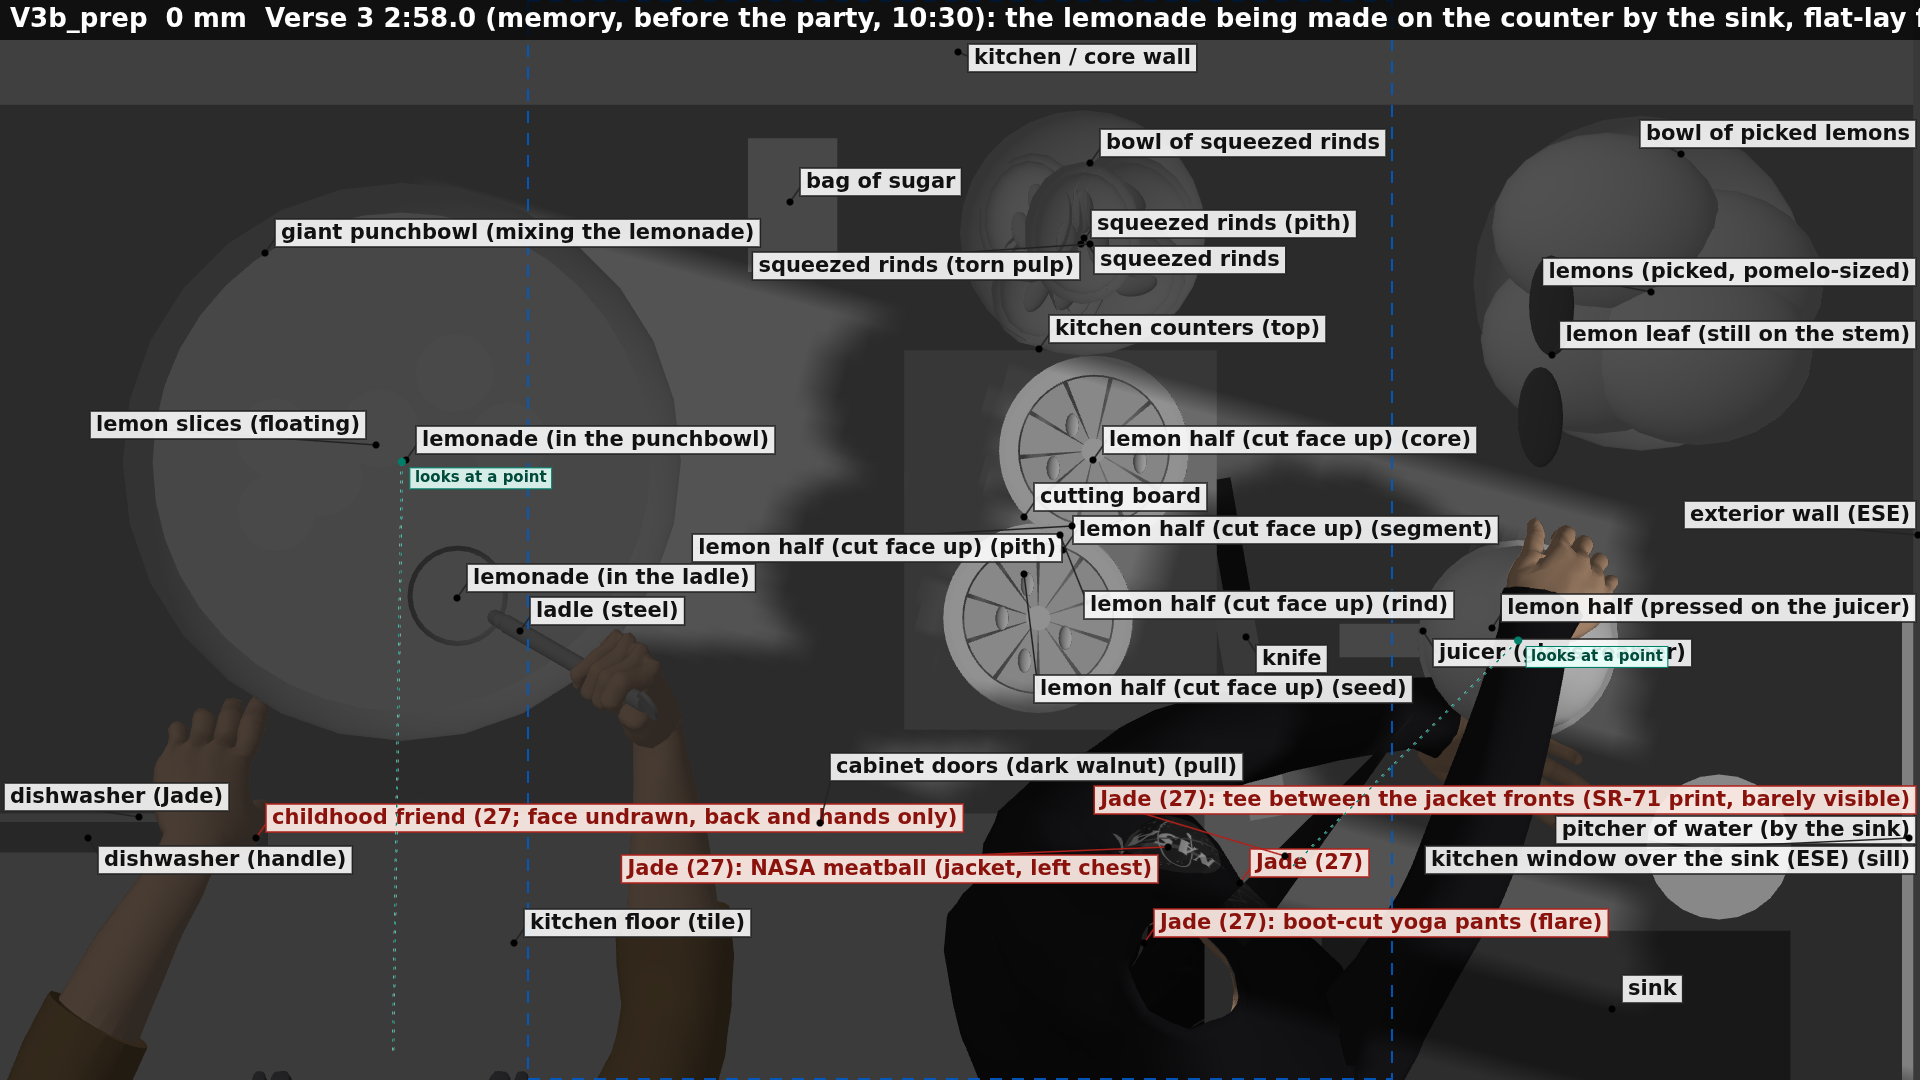 V3b_prep 0 mm Verse 3 2:58.0 (memory, before the party, 10:30): the lemonade being made on the counter by the sink, flat-lay
kitchen / core wall
bowl of picked lemons
bowl of squeezed rinds
bag of sugar
squeezed rinds (pith)
giant punchbowl (mixing the lemonade)
squeezed rinds
squeezed rinds (torn pulp)
lemons (picked, pomelo-sized)
kitchen counters (top)
lemon leaf (still on the stem)
lemon slices (floating)
lemonade (in the punchbowl)
lemon half (cut face up) (core)
looks at a point
cutting board
exterior wall (ESE)
lemon half (cut face up) (segment)
lemon half (cut face up) (pith)
lemonade (in the ladle)
lemon half (cut face up) (rind)
lemon half (pressed on the juicer)
ladle (steel)
knife
juicer
looks at a point
lemon half (cut face up) (seed)
cabinet doors (dark walnut) (pull)
dishwasher (Jade)
Jade (27): tee between the jacket fronts (SR-71 print, barely visible)
childhood friend (27; face undrawn, back and hands only)
pitcher of water (by the sink)
dishwasher (handle)
kitchen window over the sink (ESE) (sill)
Jade (27)
Jade (27): NASA meatball (jacket, left chest)
kitchen floor (tile)
Jade (27): boot-cut yoga pants (flare)
sink